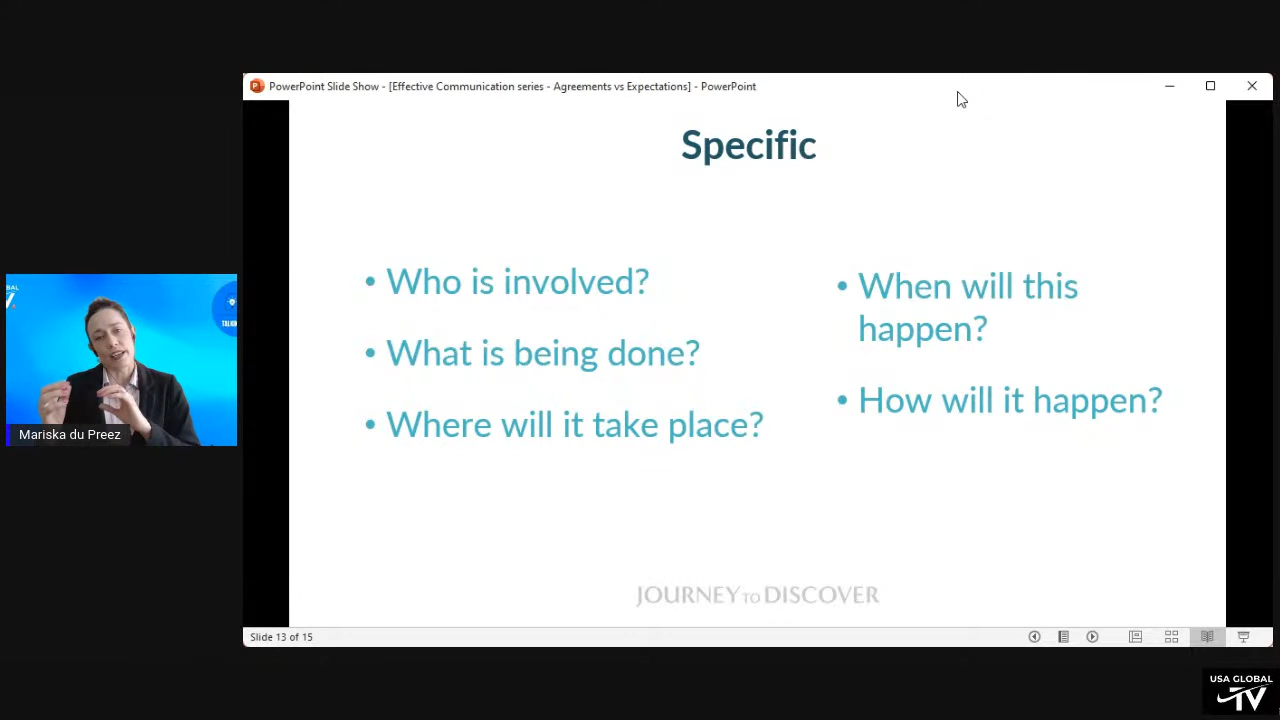 PowerPoint Slide Show - [Effective Communication series - Agreements vs Expectations] - PowerPoint
Specific
• Who is involved?
• What is being done?
• Where will it take place?
• When will this
happen?
• How will it happen?
JOURNEY TO DISCOVER
Slide 13 of 15
Mariska du Preez
USA GLOBAL
TV